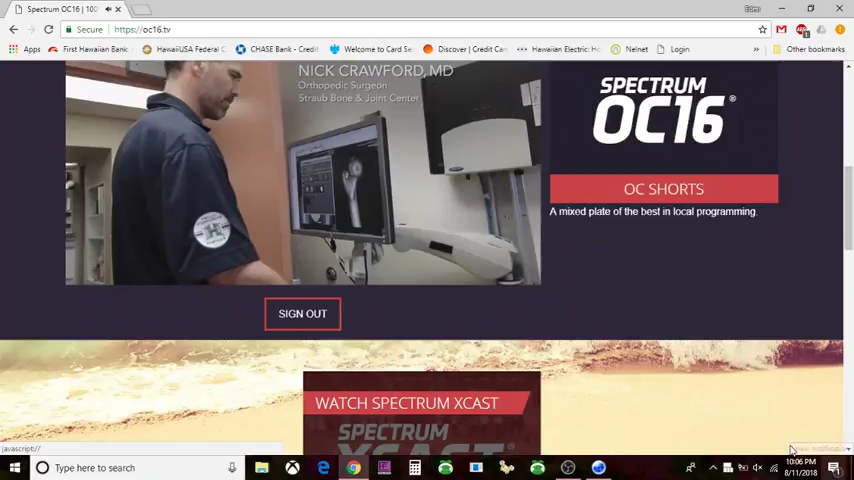 Spectrum OC16 | 100
Eden
Secure
https://oc16.tv
Apps
First Hawaiian Bank
HawaiiUSA Federal C
CHASE Bank - Credit
Welcome to Card Se
Discover | Credit Car
Hawaiian Electric: H
Nelnet
Login
Other bookmarks
NICK CRAWFORD, MD
Orthopedic Surgeon
Straub Bone & Joint Center
SPECTRUM
OC16®
OC SHORTS
A mixed plate of the best in local programming.
SIGN OUT
WATCH SPECTRUM XCAST
SPECTRUM
XCAST
javascript://
Type here to search
10:06 PM
8/11/2018